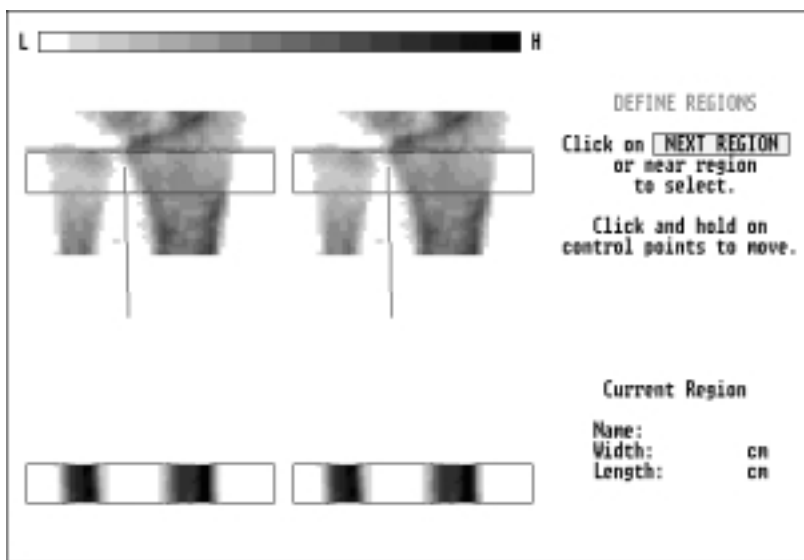 L H
DEFINE REGIONS
Click on NEXT REGION
or near region
to select.
Click and hold on
control points to move.
Current Region
Name:
Width: cm
Length: cm